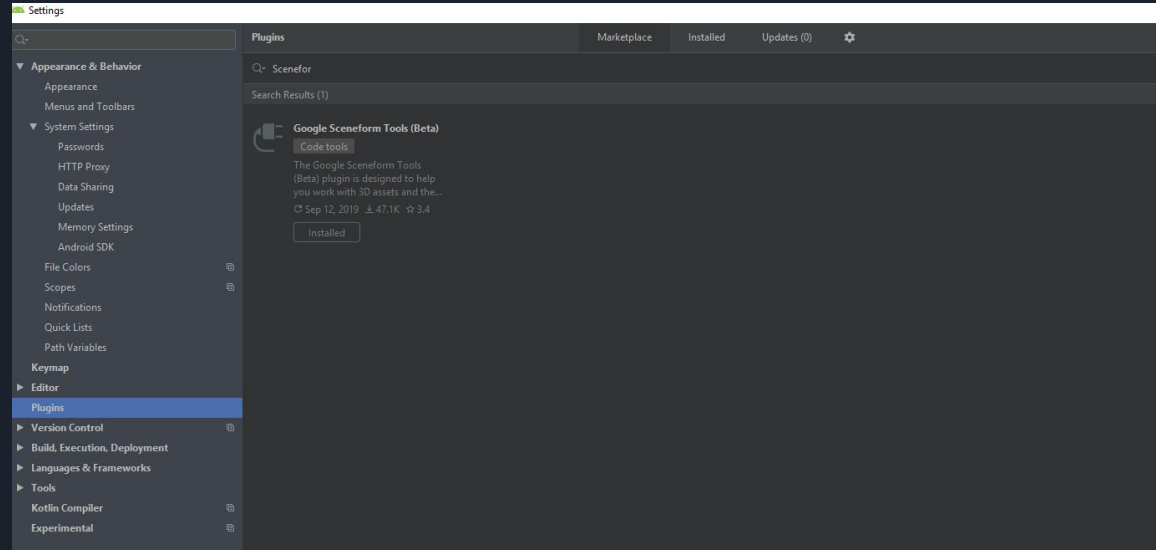 Settings
Appearance & Behavior
Appearance
Menus and Toolbars
System Settings
Passwords
HTTP Proxy
Data Sharing
Updates
Memory Settings
Android SDK
File Colors
Scopes
Notifications
Quick Lists
Path Variables
Keymap
Editor
Plugins
Version Control
Build, Execution, Deployment
Languages & Frameworks
Tools
Kotlin Compiler
Experimental
Plugins Marketplace Installed Updates (0)
Scenefor
Search Results (1)
Google Sceneform Tools (Beta)
Code tools
The Google Sceneform Tools
(Beta) plugin is designed to help
you work with 3D assets and the...
Sep 12, 2019 47.1K 3.4
Installed